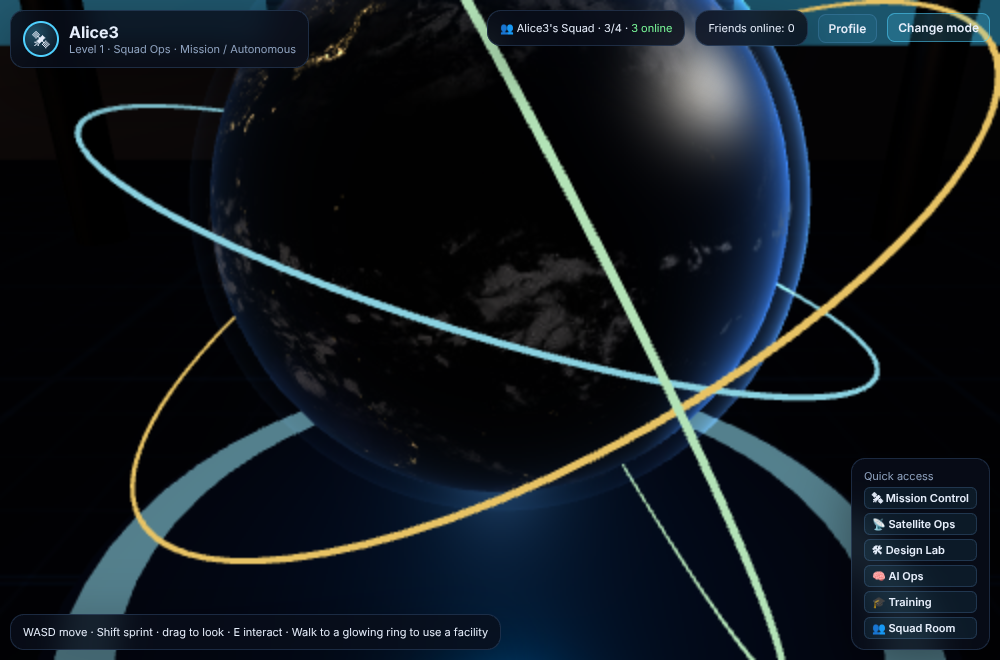 Alice3
Level 1 · Squad Ops · Mission / Autonomous
👥 Alice3's Squad · 3/4 · 3 online
Friends online: 0
Profile
Change mode
Quick access
🛰 Mission Control
📡 Satellite Ops
🛠 Design Lab
🧠 AI Ops
🎓 Training
👥 Squad Room
WASD move · Shift sprint · drag to look · E interact · Walk to a glowing ring to use a facility